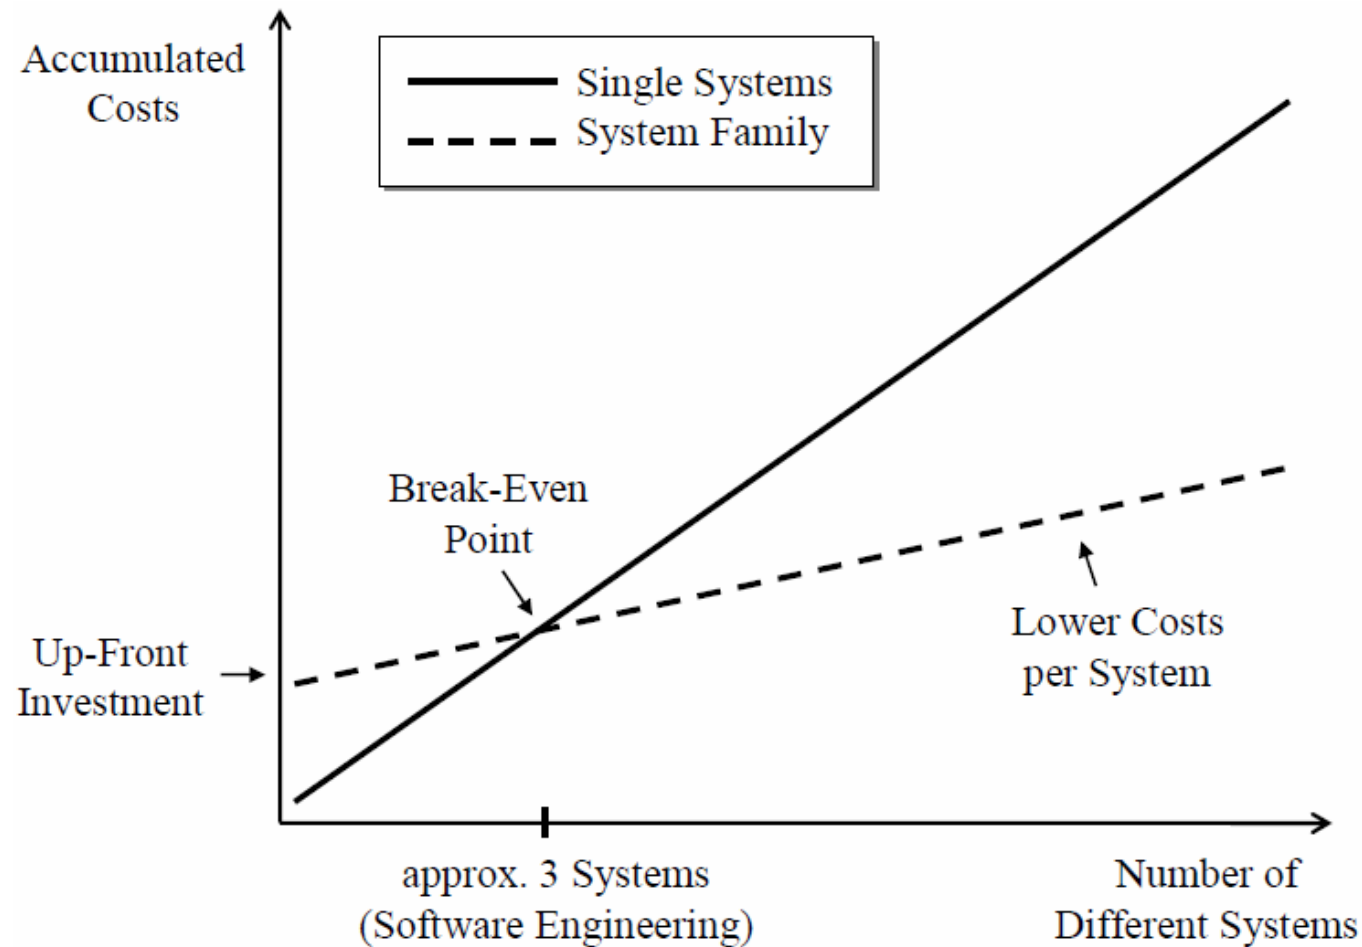 Accumulated
Costs
Single Systems
System Family
Break-Even
Point
Up-Front
Investment
Lower Costs
per System
approx. 3 Systems
(Software Engineering)
Number of
Different Systems